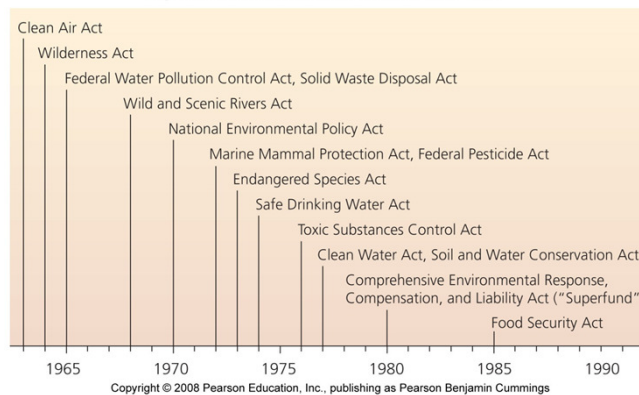 Clean Air Act
Wilderness Act
Federal Water Pollution Control Act, Solid Waste Disposal Act
Wild and Scenic Rivers Act
National Environmental Policy Act
Marine Mammal Protection Act, Federal Pesticide Act
Endangered Species Act
Safe Drinking Water Act
Toxic Substances Control Act
Clean Water Act, Soil and Water Conservation Act
Comprehensive Environmental Response,
Compensation, and Liability Act ("Superfund"
Food Security Act
1965 1970 1975 1980 1985 1990
Copyright © 2008 Pearson Education, Inc., publishing as Pearson Benjamin Cummings